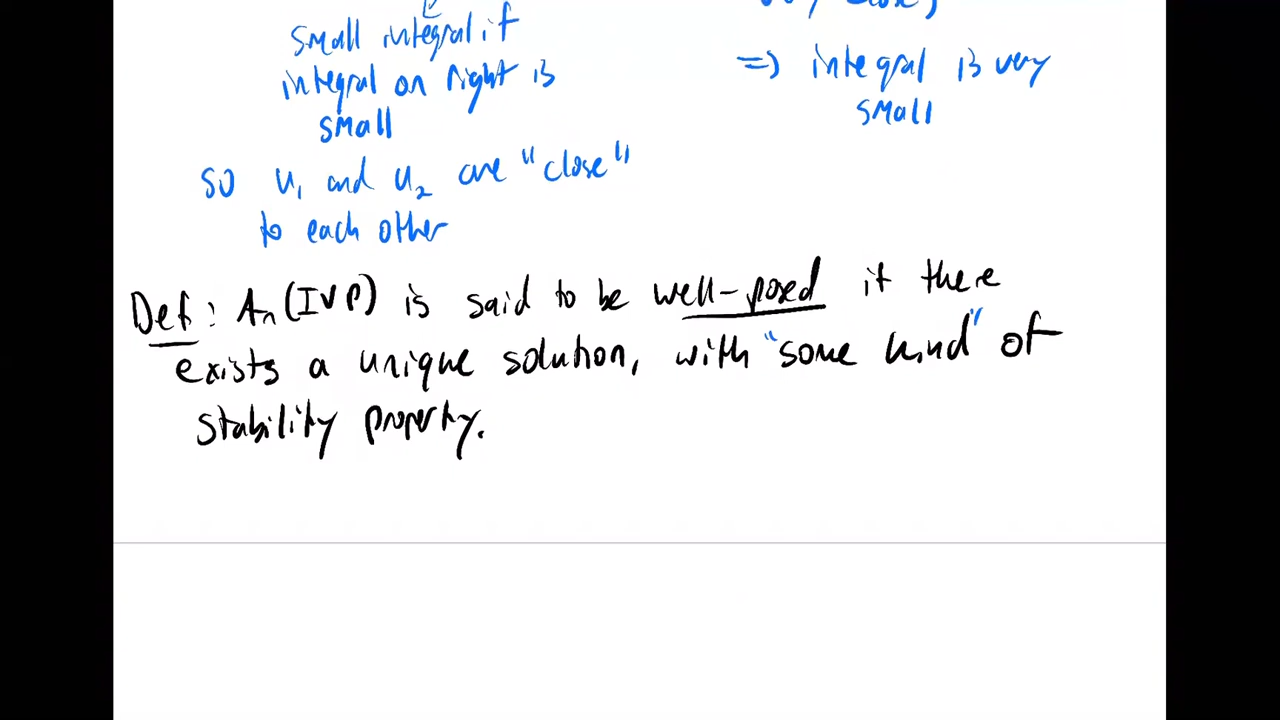 very close)
small integral if
integral on right is
small
=> integral is very
small
so u₁ and u₂ are "close"
to each other
Def: An (IVP) is said to be well-posed if there
exists a unique solution, with "some kind" of
stability property.